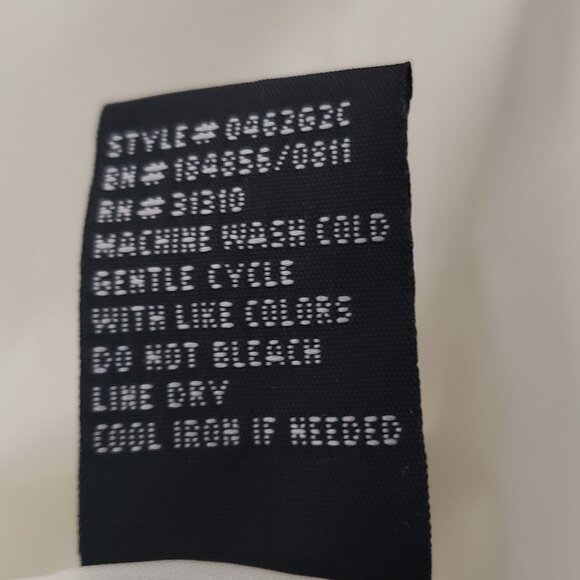 STYLE# 0462G2C
BN# 184856/0811
RN# 31310
MACHINE WASH COLD
GENTLE CYCLE
WITH LIKE COLORS
DO NOT BLEACH
LINE DRY
COOL IRON IF NEEDED